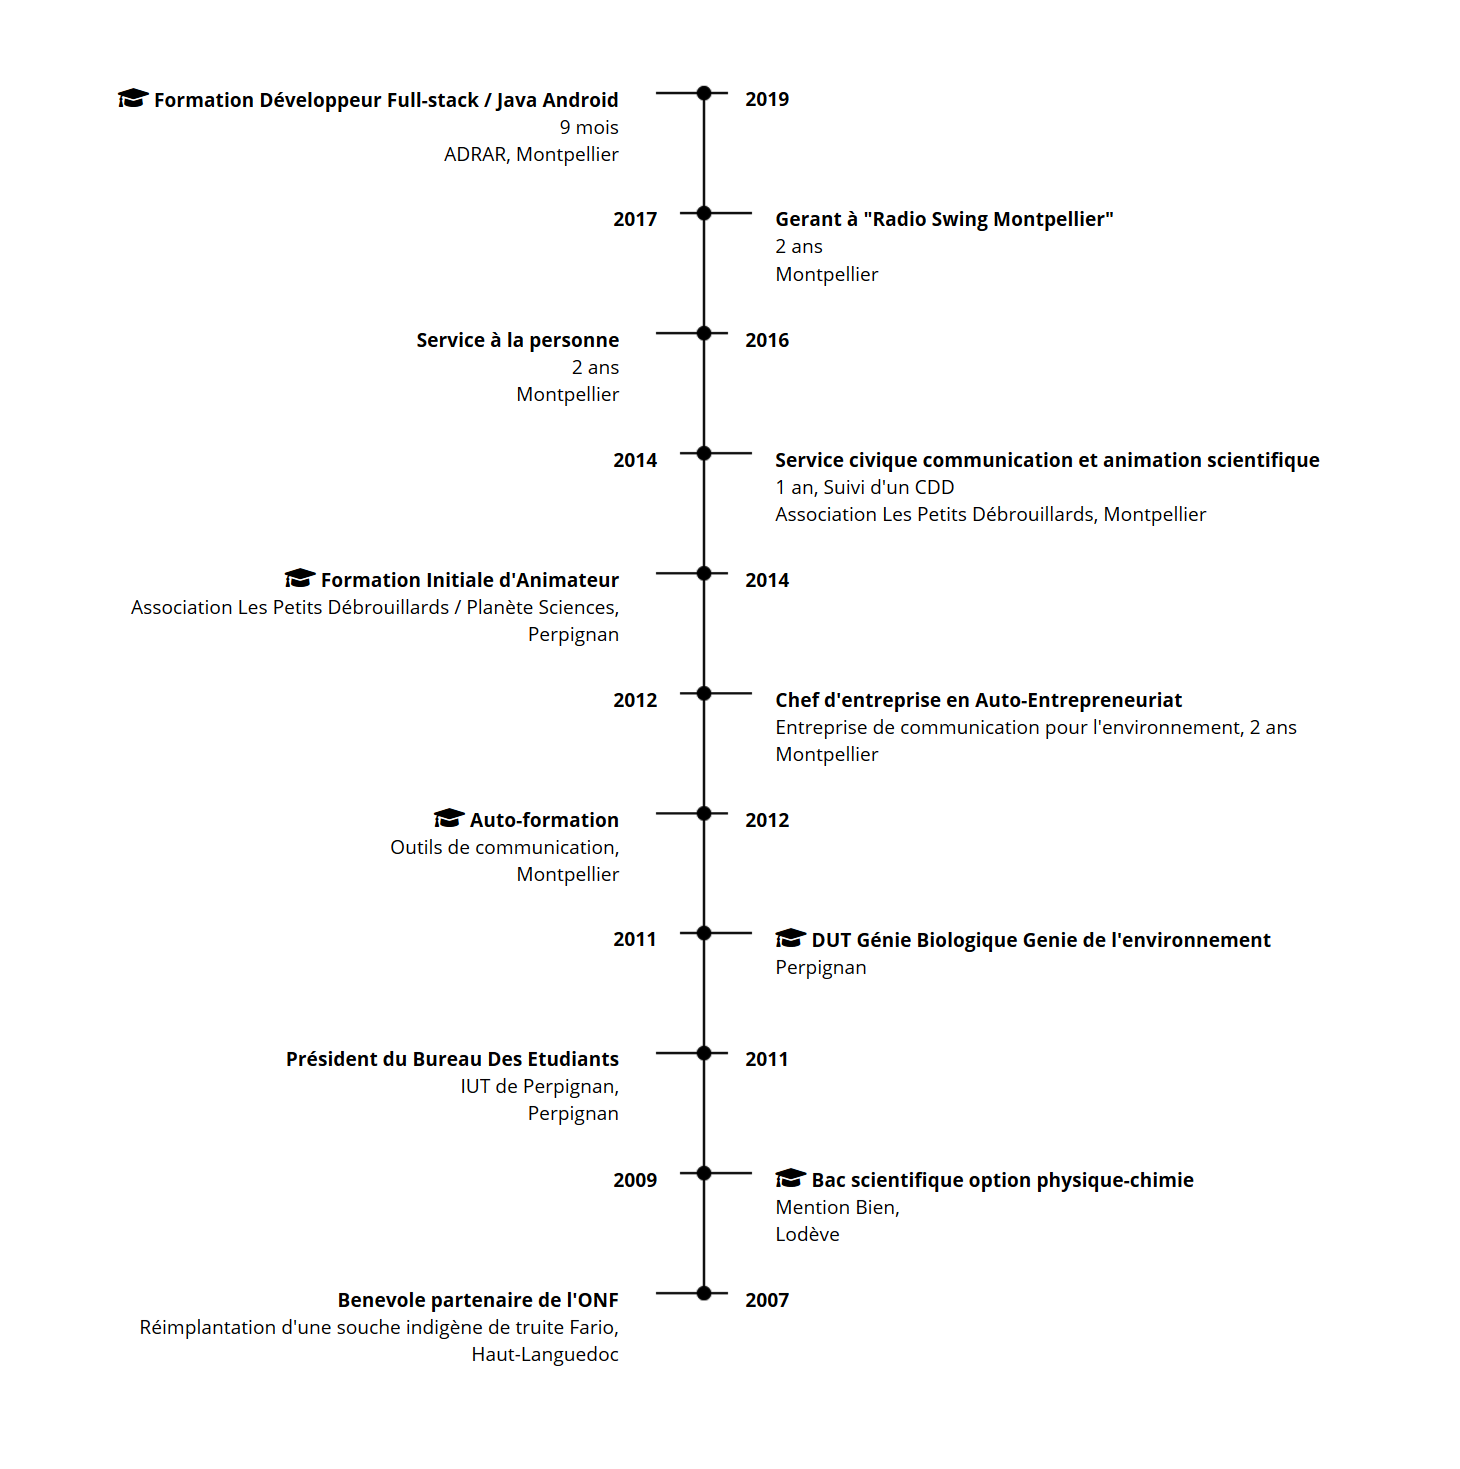 Formation Développeur Full-stack / Java Android
2019
9 mois
ADRAR, Montpellier
2017
Gerant à "Radio Swing Montpellier"
2 ans
Montpellier
Service à la personne
2016
2 ans
Montpellier
2014
Service civique communication et animation scientifique
1 an, Suivi d'un CDD
Association Les Petits Débrouillards, Montpellier
Formation Initiale d'Animateur
2014
Association Les Petits Débrouillards / Planète Sciences,
Perpignan
2012
Chef d'entreprise en Auto-Entrepreneuriat
Entreprise de communication pour l'environnement, 2 ans
Montpellier
Auto-formation
2012
Outils de communication,
Montpellier
2011
DUT Génie Biologique Genie de l'environnement
Perpignan
Président du Bureau Des Etudiants
2011
IUT de Perpignan,
Perpignan
2009
Bac scientifique option physique-chimie
Mention Bien,
Lodève
Benevole partenaire de l'ONF
2007
Réimplantation d'une souche indigène de truite Fario,
Haut-Languedoc